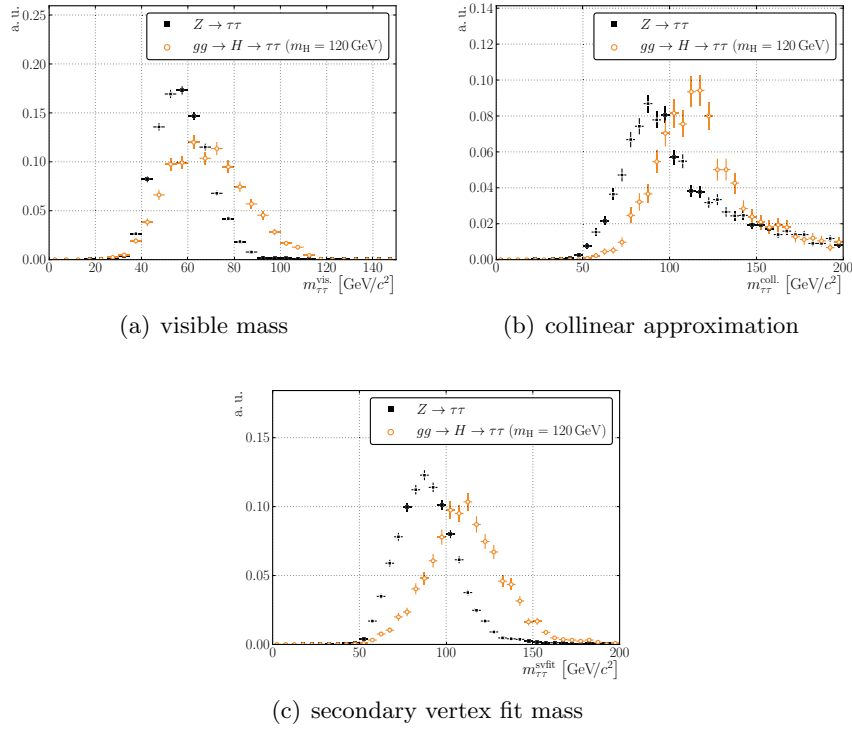 a. u.
0.25
0.20
0.15
0.10
0.05
0.00
0 20 40 60 80 100 120 140
Z → ττ
gg → H → ττ (m_H = 120 GeV)
m_ττ^vis. [GeV/c²]
(a) visible mass
a. u.
0.12
0.10
0.08
0.06
0.04
0.02
0.00
0 50 100 150 200
Z → ττ
gg → H → ττ (m_H = 120 GeV)
m_ττ^coll. [GeV/c²]
(b) collinear approximation
a. u.
0.15
0.10
0.05
0.00
0 50 100 150 200
Z → ττ
gg → H → ττ (m_H = 120 GeV)
m_ττ^svfit [GeV/c²]
(c) secondary vertex fit mass